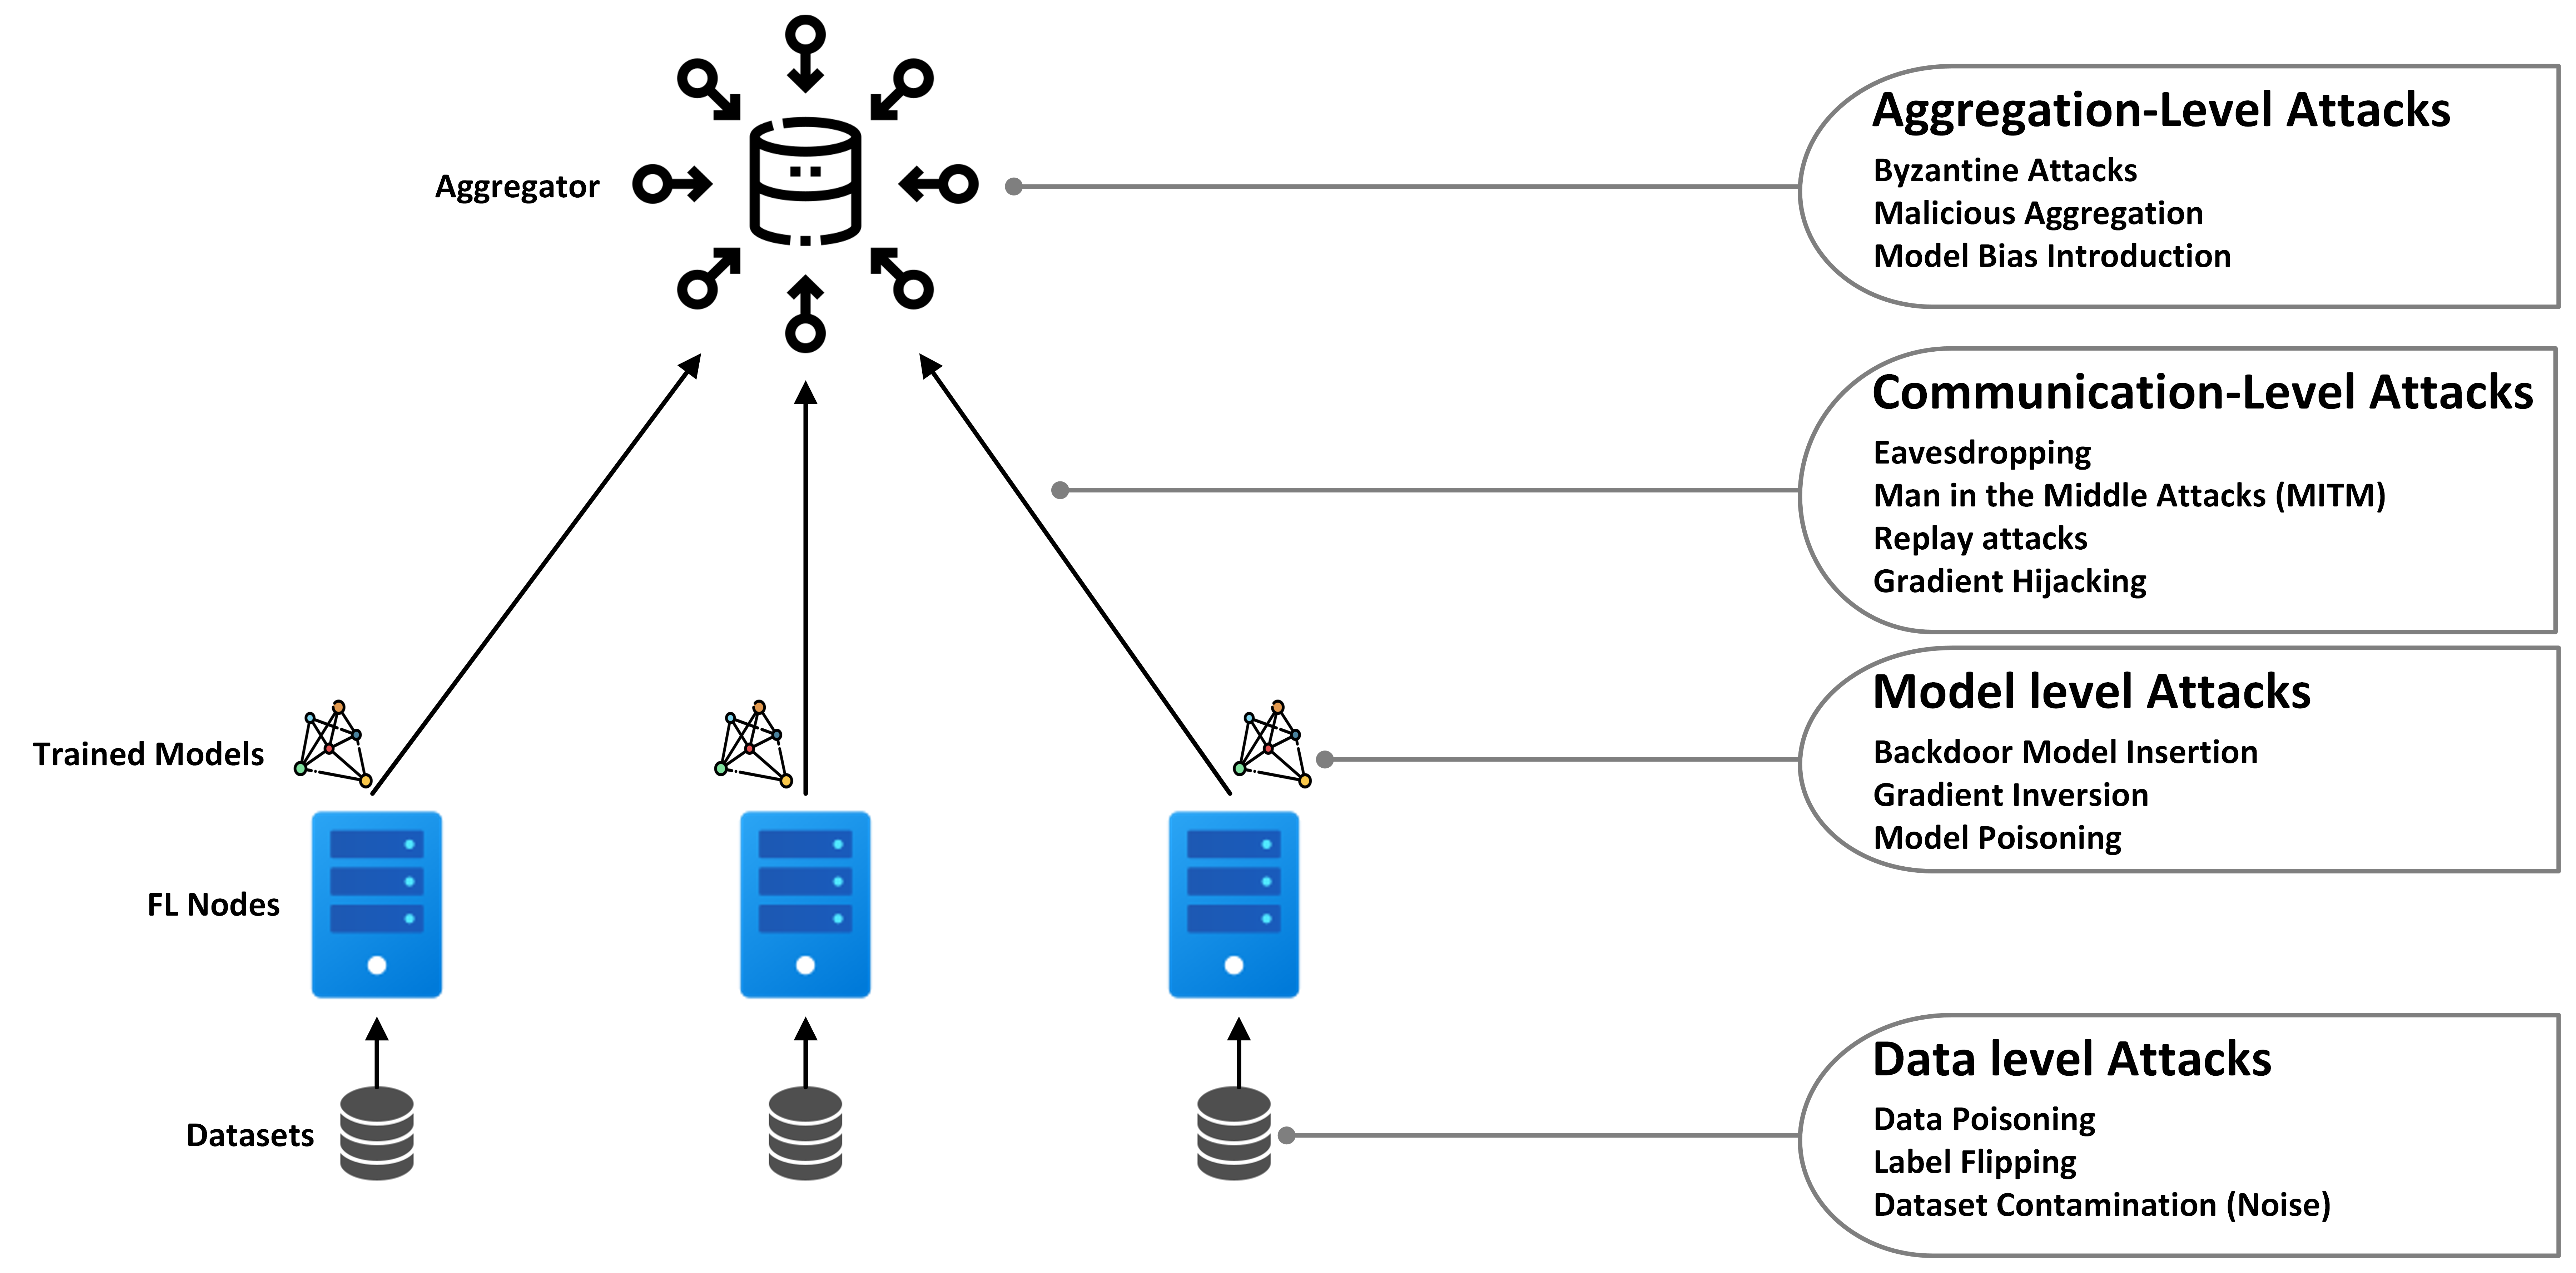 Aggregator
Trained Models
FL Nodes
Datasets
Aggregation-Level Attacks
Byzantine Attacks
Malicious Aggregation
Model Bias Introduction
Communication-Level Attacks
Eavesdropping
Man in the Middle Attacks (MITM)
Replay attacks
Gradient Hijacking
Model level Attacks
Backdoor Model Insertion
Gradient Inversion
Model Poisoning
Data level Attacks
Data Poisoning
Label Flipping
Dataset Contamination (Noise)